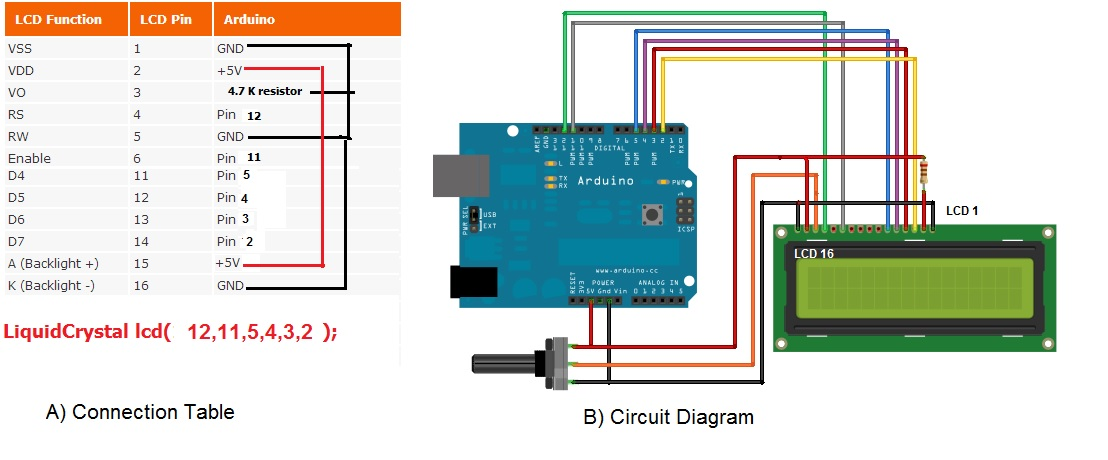 LCD Function LCD Pin Arduino
VSS 1 GND
VDD 2 +5V
VO 3 4.7 K resistor
RS 4 Pin 12
RW 5 GND
Enable 6 Pin 11
D4 11 Pin 5
D5 12 Pin 4
D6 13 Pin 3
D7 14 Pin 2
A (Backlight +) 15 +5V
K (Backlight -) 16 GND
LiquidCrystal lcd( 12,11,5,4,3,2 );
A) Connection Table
AREF
GND
13
12
11
10
9
8
7
6
5
4
3
2
1
0
PWM
PWM
PWM
PWM
PWM
PWM
TX
RX
DIGITAL
L
TX
RX
Arduino
PWR
PWR SEL
USB
EXT
ICSP
www.arduino.cc
POWER
ANALOG IN
RESET
3V3
5V Gnd Vin
0 1 2 3 4 5
LCD 1
LCD 16
B) Circuit Diagram